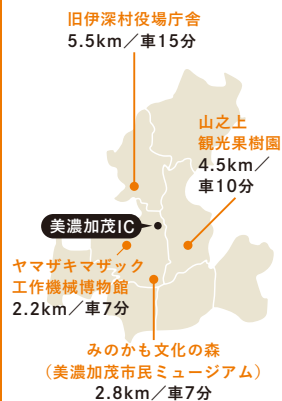 旧伊深村役場庁舎
5.5km／車15分
山之上
観光果樹園
4.5km／
車10分
美濃加茂IC
ヤマザキマザック
工作機械博物館
2.2km／車7分
みのかも文化の森
（美濃加茂市民ミュージアム）
2.8km／車7分